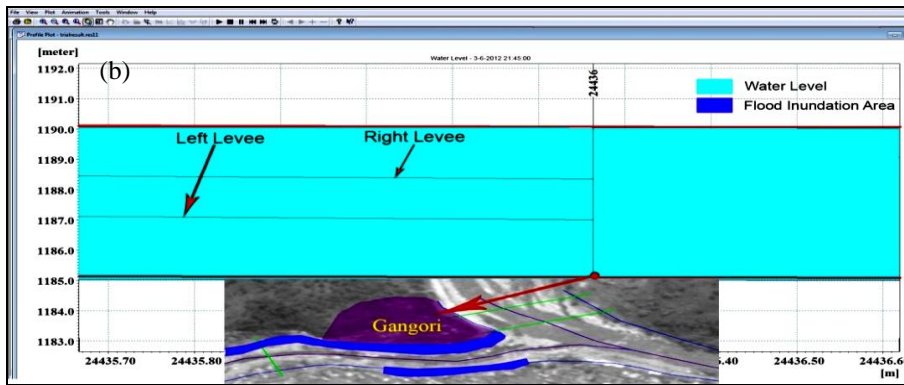 File View Plot Animation Tools Window Help
Profile Plot - trialresult.res11
[meter]
Water Level - 3-6-2012 21:45:00
(b)
24436
1192.0
1191.0
1190.0
1189.0
1188.0
1187.0
1186.0
1185.0
1184.0
1183.0
Water Level
Flood Inundation Area
Left Levee
Right Levee
Gangori
24435.70 24435.80 .40 24436.50 24436.6
[m]